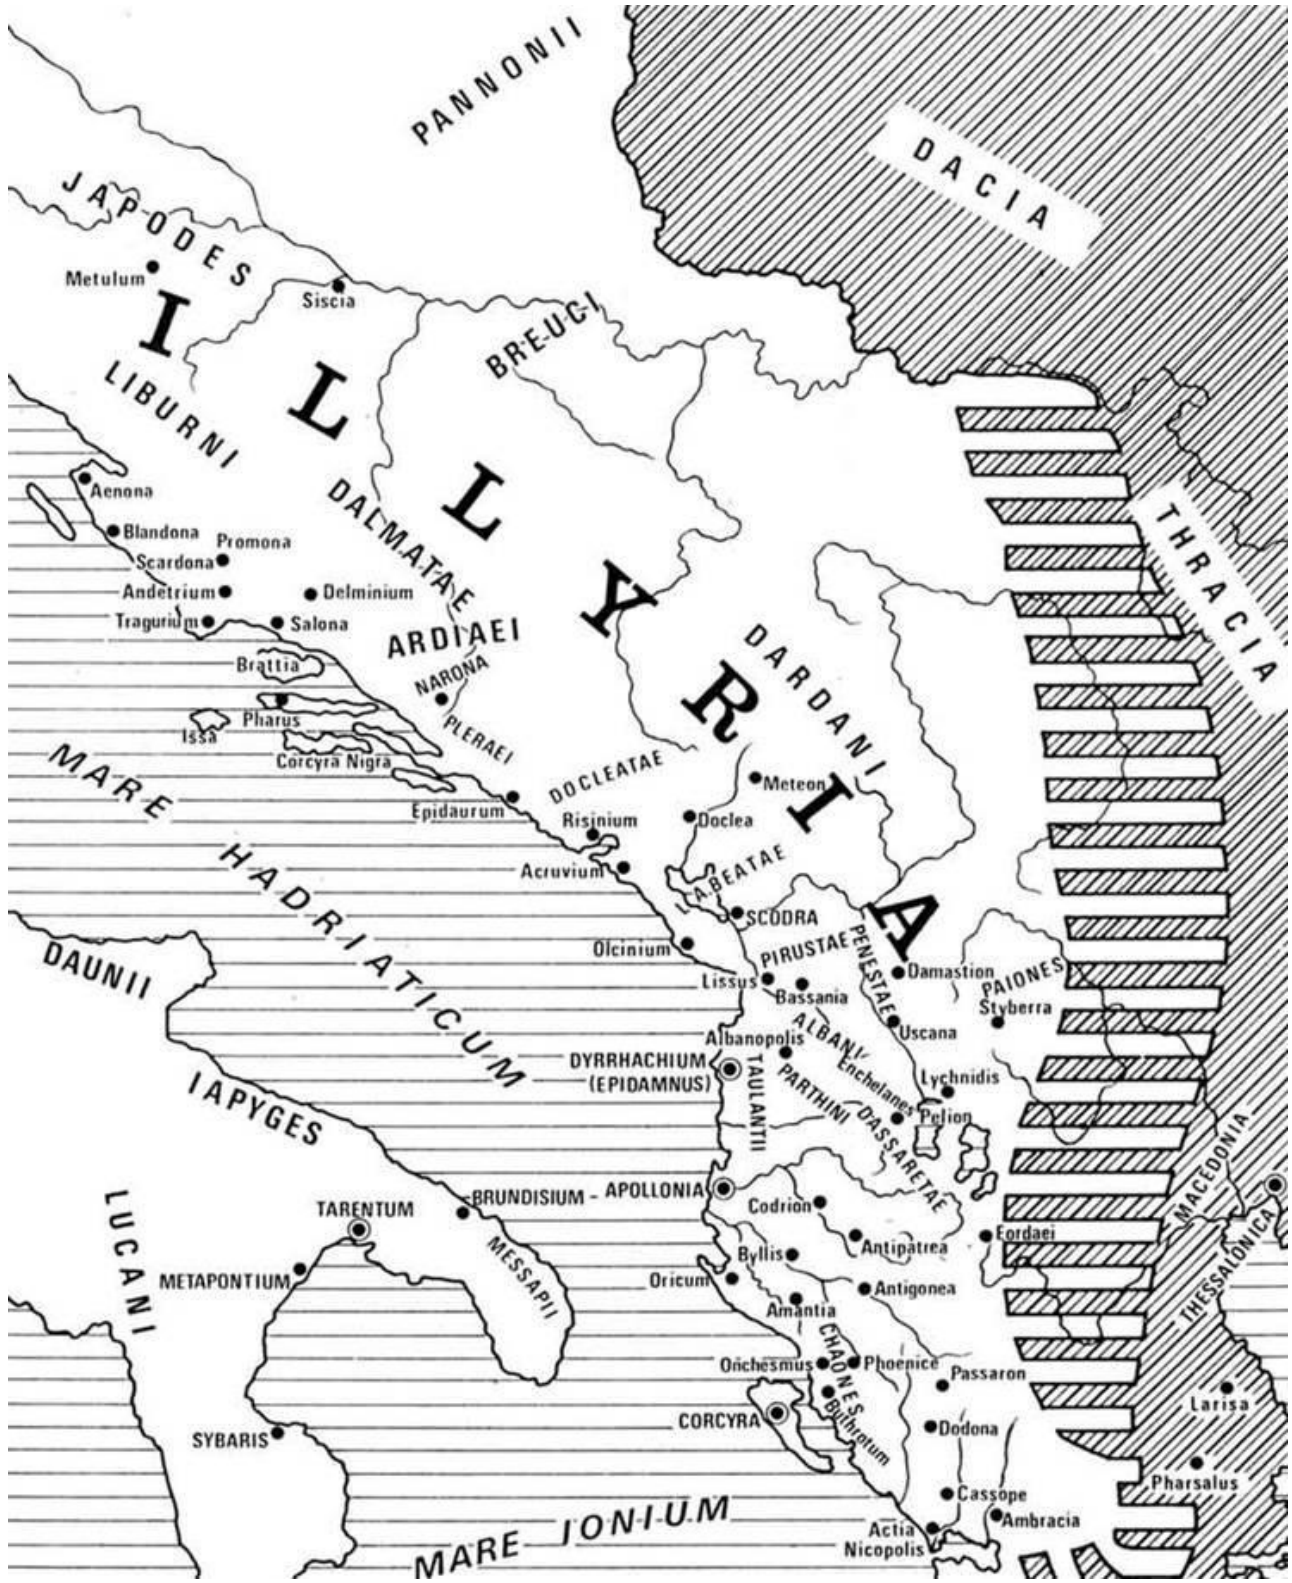 PANNONII
DACIA
JAPODES
Metulum
Siscia
ILLYRIA
BREUCI
LIBURNI
Aenona
DALMATAE
THRACIA
Blandona
Promona
Scardona
Andetrium
Delminium
Tragurium
Salona
ARDIAEI
DARDANI
Brattia
NARONA
Pharus
Issa
PLERAEI
Corcyra Nigra
MARE HADRIATICUM
DOCLEATAE
Meteon
Epidaurum
Risinium
Doclea
Acruvium
LABEATAE
SCODRA
Olcinium
PIRUSTAE
PENESTAE
DAUNII
Lissus
Bassania
Damastion
PAIONES
Styberra
ALBANI
Uscana
Albanopolis
DYRRHACHIUM
(EPIDAMNUS)
TAULANTII
PARTHINI
Enchelanes
Lychnidis
IAPYGES
DASSARETAE
Pelion
MACEDONIA
LUCANI
TARENTUM
BRUNDISIUM -
APOLLONIA
Codrion
THESSALONICA
METAPONTIUM
MESSAPII
Byllis
Antipatrea
Eordaei
Oricum
Antigonea
Amantia
CHAONES
Onchesmus
Phoenice
Passaron
Larisa
CORCYRA
Buthrotum
Dodona
SYBARIS
Pharsalus
Cassope
Ambracia
Actia
Nicopolis
MARE IONIUM